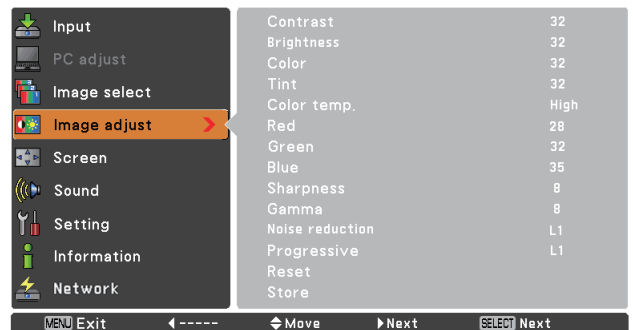 Input
PC adjust
Image select
Image adjust
Screen
Sound
Setting
Information
Network
Contrast 32
Brightness 32
Color 32
Tint 32
Color temp. High
Red 28
Green 32
Blue 35
Sharpness 8
Gamma 8
Noise reduction L1
Progressive L1
Reset
Store
MENU Exit ----- Move Next SELECT Next